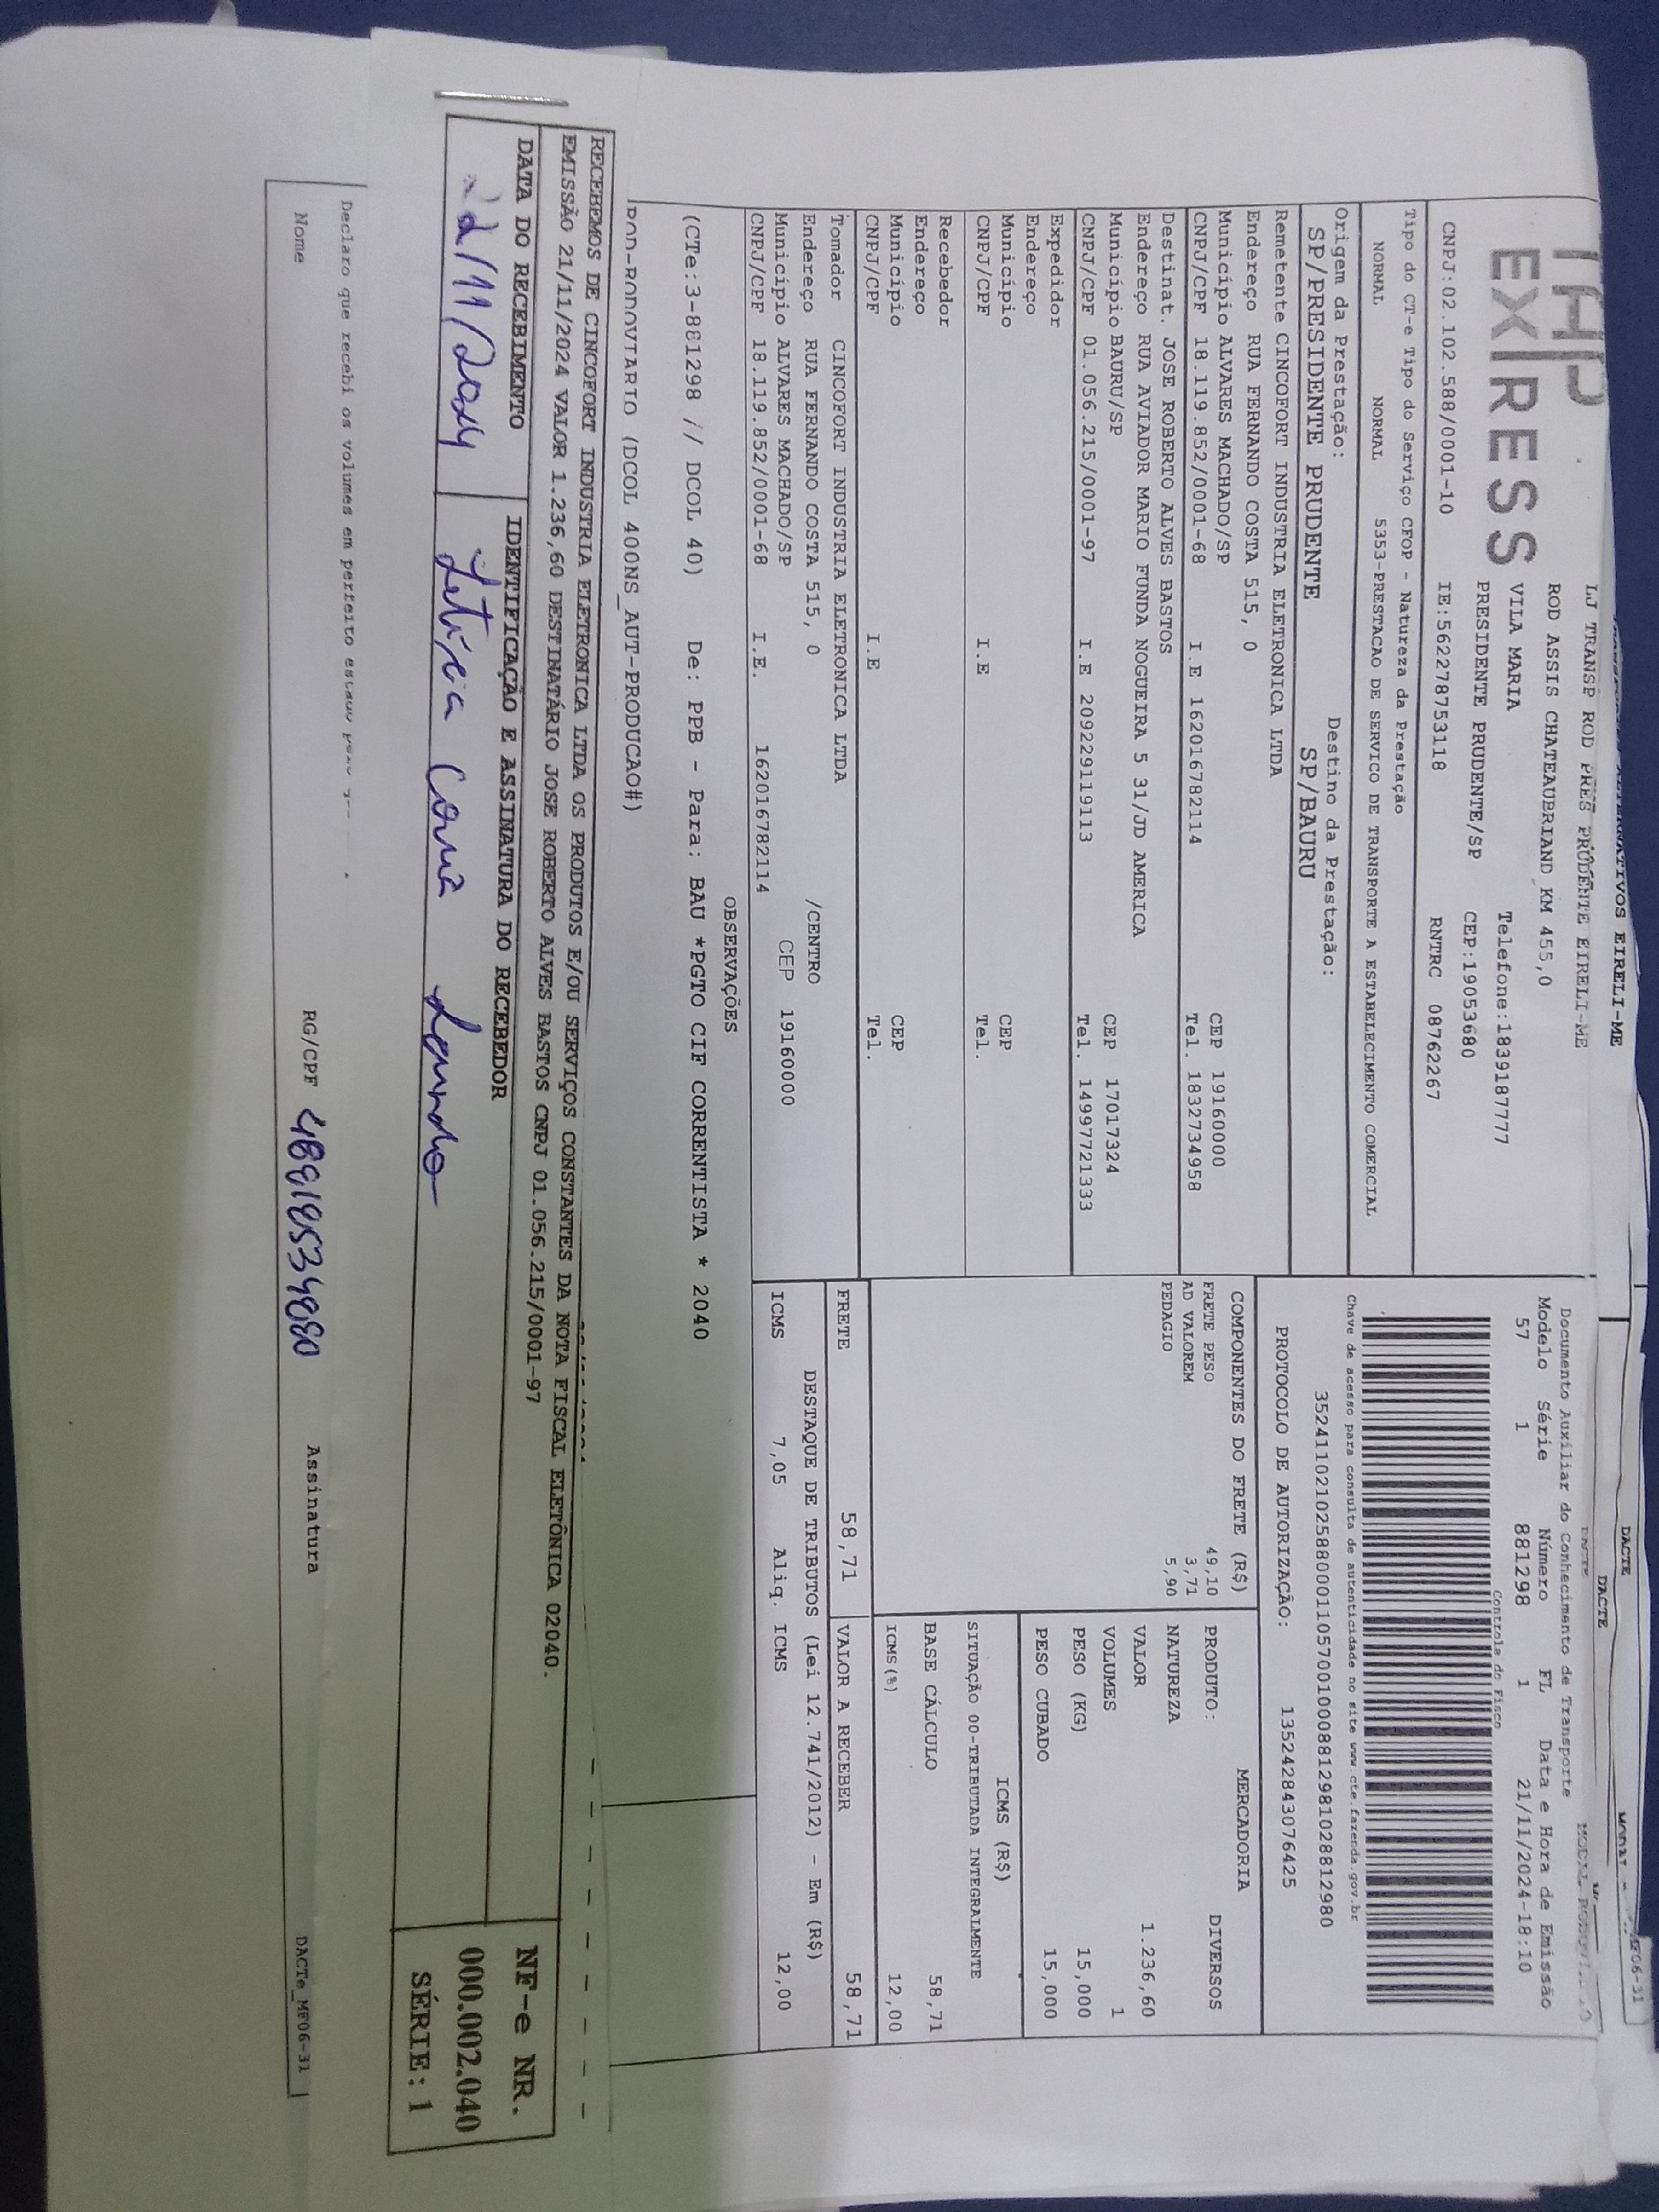 EIRELI-ME
DACTE
DACTE
MF06-31
EX|RESS
LJ TRANSP ROD PRES PRUDENTE EIRELI-ME
ROD ASSIS CHATEAUBRIAND KM 455,0
VILA MARIA Telefone:1839187777
PRESIDENTE PRUDENTE/SP CEP:19053680
CNPJ:02.102.588/0001-10 IE:562278753118 RNTRC 08762267
Documento Auxiliar do Conhecimento de Transporte
Modelo Série Número FL Data e Hora de Emissão
57 1 881298 1 21/11/2024-18:10
Controle do Fisco
Tipo do CT-e Tipo do Serviço CFOP - Natureza da Prestação
NORMAL NORMAL 5353-PRESTACAO DE SERVICO DE TRANSPORTE A ESTABELECIMENTO COMERCIAL
Chave de acesso para consulta de autenticidade no site www.cte.fazenda.gov.br
35241102102588000110570010008812981028812980
Origem da Prestação: Destino da Prestação:
SP/PRESIDENTE PRUDENTE SP/BAURU
PROTOCOLO DE AUTORIZAÇÃO: 135242843076425
Remetente CINCOFORT INDUSTRIA ELETRONICA LTDA
Endereço RUA FERNANDO COSTA 515, 0
Município ALVARES MACHADO/SP CEP 19160000
CNPJ/CPF 18.119.852/0001-68 I.E 162016782114 Tel. 1832734958
Destinat. JOSE ROBERTO ALVES BASTOS
Endereço RUA AVIADOR MARIO FUNDA NOGUEIRA 5 31/JD AMERICA
Município BAURU/SP CEP 17017324
CNPJ/CPF 01.056.215/0001-97 I.E 209229119113 Tel. 14997721333
Expedidor
Endereço
Município CEP
CNPJ/CPF I.E Tel.
Recebedor
Endereço
Município CEP
CNPJ/CPF I.E Tel.
Tomador CINCOFORT INDUSTRIA ELETRONICA LTDA
Endereço RUA FERNANDO COSTA 515, 0 /CENTRO
Município ALVARES MACHADO/SP CEP 19160000
CNPJ/CPF 18.119.852/0001-68 I.E. 162016782114
COMPONENTES DO FRETE (R$)
FRETE PESO 49,10
AD VALOREM 3,71
PEDAGIO 5,90
MERCADORIA
PRODUTO: DIVERSOS
NATUREZA
VALOR 1.236,60
VOLUMES 1
PESO (KG) 15,000
PESO CUBADO 15,000
ICMS (R$)
SITUAÇÃO 00-TRIBUTADA INTEGRALMENTE
BASE CÁLCULO 58,71
ICMS(%) 12,00
FRETE 58,71 VALOR A RECEBER 58,71
DESTAQUE DE TRIBUTOS (Lei 12.741/2012) - Em (R$)
ICMS 7,05 Aliq. ICMS 12,00
OBSERVAÇÕES
(CTe:3-881298 // DCOL 40) De: PPB - Para: BAU *PGTO CIF CORRENTISTA * 2040
POD-RODOVIARIO (DCOL 400NS_AUT-PRODUCAO#)
RECEBEMOS DE CINCOFORT INDUSTRIA ELETRONICA LTDA OS PRODUTOS E/OU SERVIÇOS CONSTANTES DA NOTA FISCAL ELETÔNICA 02040.
EMISSÃO 21/11/2024 VALOR 1.236,60 DESTINATÁRIO JOSE ROBERTO ALVES BASTOS CNPJ 01.056.215/0001-97
DATA DO RECEBIMENTO IDENTIFICAÇÃO E ASSINATURA DO RECEBEDOR
/11/2024 Letícia
NF-e NR.
000.002.040
SÉRIE: 1
Declaro que recebi os volumes em perfeito estado
Nome RG/CPF 48919534080 Assinatura
DACTe_MF06-31